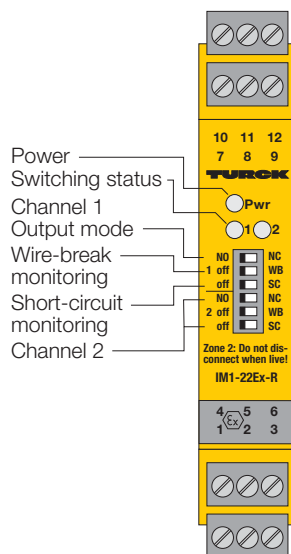 10 11 12
7 8 9
TURCK
Power
Switching status
Channel 1
Output mode
Wire-break
monitoring
Short-circuit
monitoring
Channel 2
Pwr
1 2
NO NC
1 off WB
off SC
NO NC
2 off WB
off SC
Zone 2: Do not dis-
connect when live!
IM1-22Ex-R
4 5 6
Ex
1 2 3